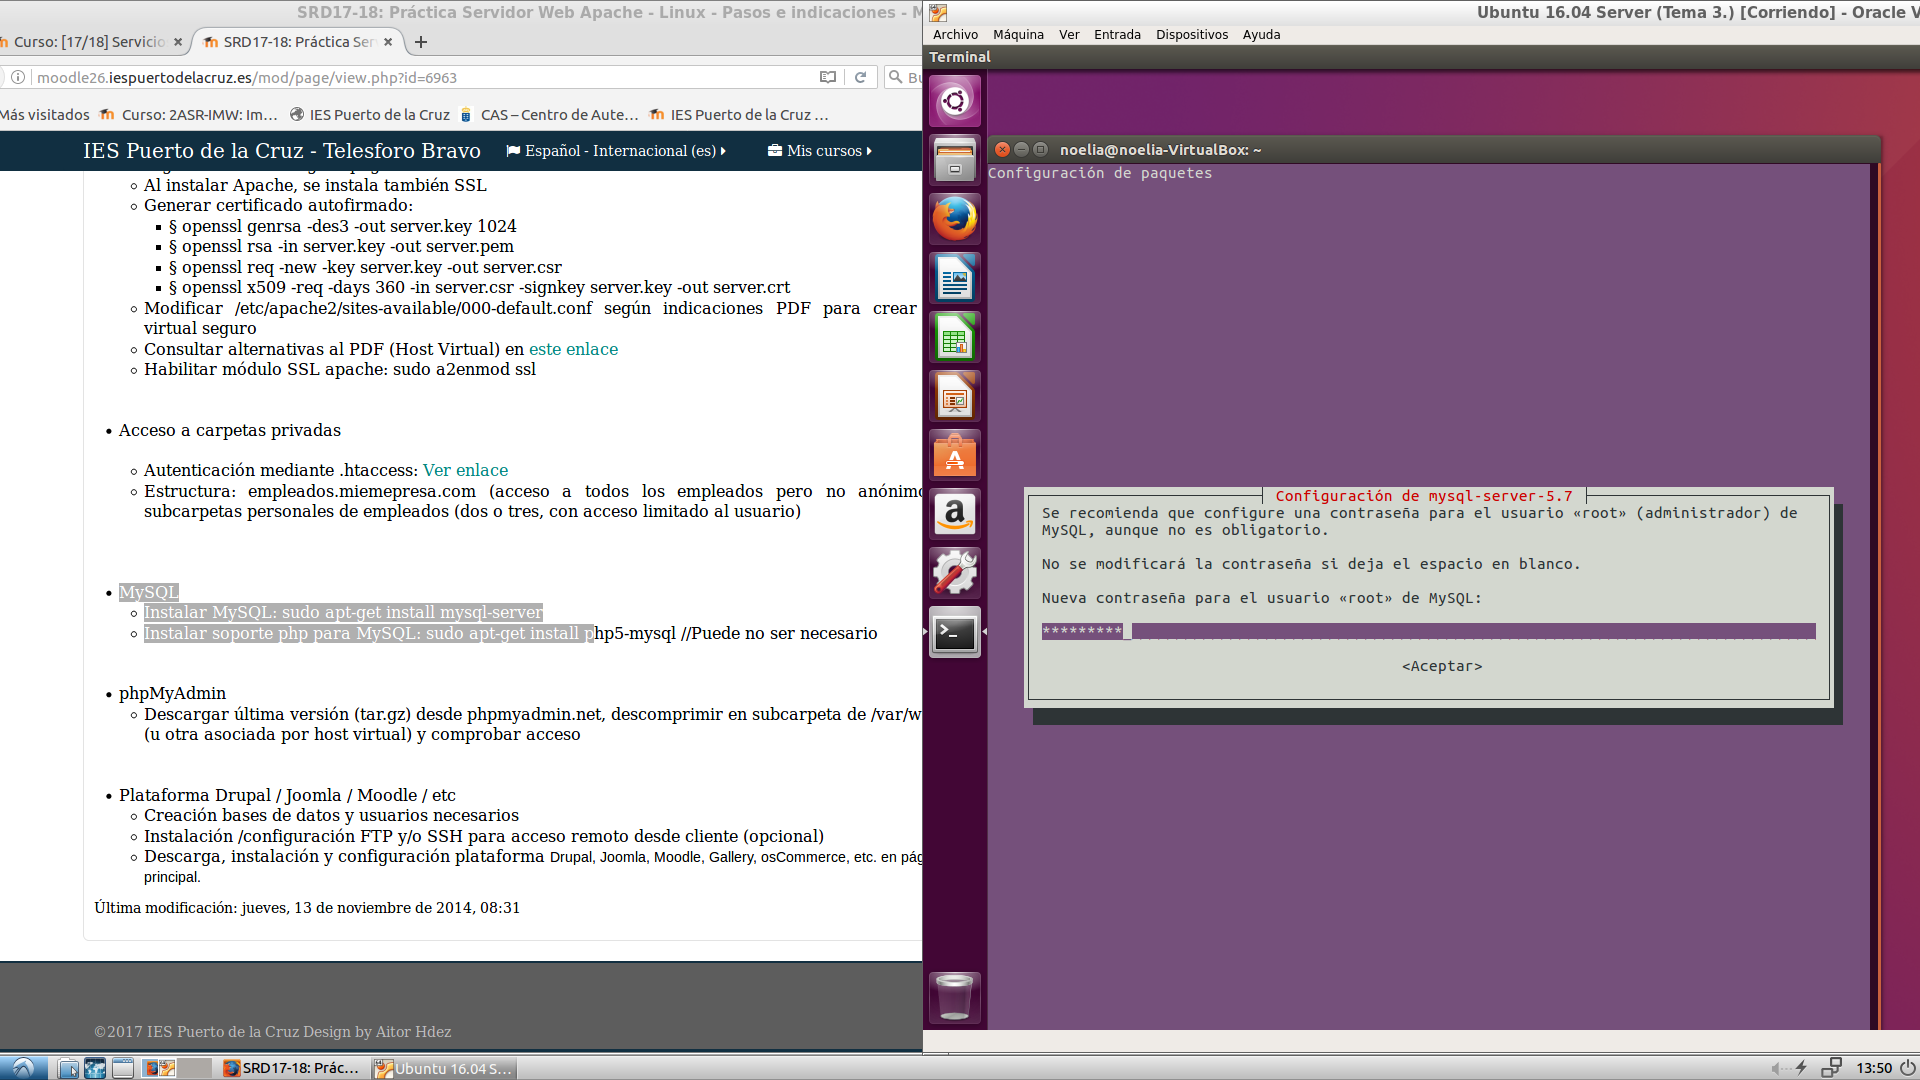 SRD17-18: Práctica Servidor Web Apache - Linux - Pasos e indicaciones - M
Curso: [17/18] Servicio
SRD17-18: Práctica Ser
moodle26.iespuertodelacruz.es/mod/page/view.php?id=6963
Bu
Más visitados
Curso: 2ASR-IMW: Im...
IES Puerto de la Cruz
CAS – Centro de Aute...
IES Puerto de la Cruz ...
IES Puerto de la Cruz - Telesforo Bravo
Español - Internacional (es)
Mis cursos
Al instalar Apache, se instala también SSL
Generar certificado autofirmado:
§ openssl genrsa -des3 -out server.key 1024
§ openssl rsa -in server.key -out server.pem
§ openssl req -new -key server.key -out server.csr
§ openssl x509 -req -days 360 -in server.csr -signkey server.key -out server.crt
Modificar /etc/apache2/sites-available/000-default.conf según indicaciones PDF para crear
virtual seguro
Consultar alternativas al PDF (Host Virtual) en este enlace
Habilitar módulo SSL apache: sudo a2enmod ssl
Acceso a carpetas privadas
Autenticación mediante .htaccess: Ver enlace
Estructura: empleados.miemepresa.com (acceso a todos los empleados pero no anónimo
subcarpetas personales de empleados (dos o tres, con acceso limitado al usuario)
MySQL
Instalar MySQL: sudo apt-get install mysql-server
Instalar soporte php para MySQL: sudo apt-get install php5-mysql //Puede no ser necesario
phpMyAdmin
Descargar última versión (tar.gz) desde phpmyadmin.net, descomprimir en subcarpeta de /var/w
(u otra asociada por host virtual) y comprobar acceso
Plataforma Drupal / Joomla / Moodle / etc
Creación bases de datos y usuarios necesarios
Instalación /configuración FTP y/o SSH para acceso remoto desde cliente (opcional)
Descarga, instalación y configuración plataforma Drupal, Joomla, Moodle, Gallery, osCommerce, etc. en pág
principal.
Última modificación: jueves, 13 de noviembre de 2014, 08:31
©2017 IES Puerto de la Cruz Design by Aitor Hdez
Ubuntu 16.04 Server (Tema 3.) [Corriendo] - Oracle V
Archivo Máquina Ver Entrada Dispositivos Ayuda
Terminal
noelia@noelia-VirtualBox: ~
Configuración de paquetes
Configuración de mysql-server-5.7
Se recomienda que configure una contraseña para el usuario «root» (administrador) de
MySQL, aunque no es obligatorio.
No se modificará la contraseña si deja el espacio en blanco.
Nueva contraseña para el usuario «root» de MySQL:
*********_
<Aceptar>
SRD17-18: Prác...
Ubuntu 16.04 S...
13:50